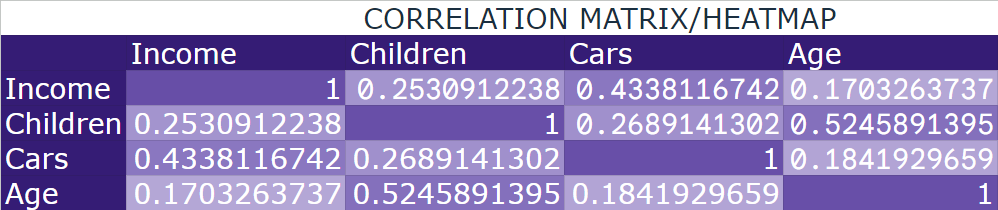 CORRELATION MATRIX/HEATMAP
Income Children Cars Age
Income 1 0.2530912238 0.4338116742 0.1703263737
Children 0.2530912238 1 0.2689141302 0.5245891395
Cars 0.4338116742 0.2689141302 1 0.1841929659
Age 0.1703263737 0.5245891395 0.1841929659 1